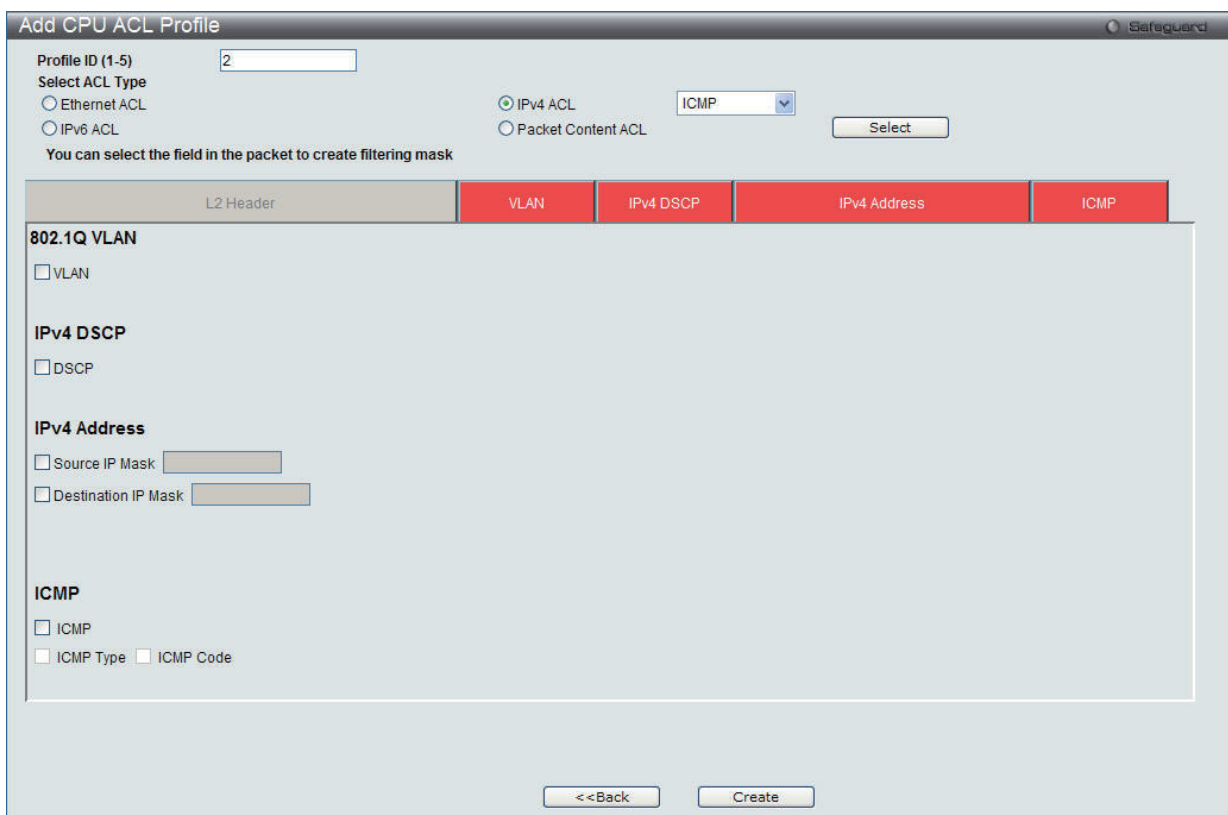 Add CPU ACL Profile
Safeguard
Profile ID (1-5) 2
Select ACL Type
Ethernet ACL IPv4 ACL ICMP
IPv6 ACL Packet Content ACL Select
You can select the field in the packet to create filtering mask
L2 Header VLAN IPv4 DSCP IPv4 Address ICMP
802.1Q VLAN
VLAN
IPv4 DSCP
DSCP
IPv4 Address
Source IP Mask
Destination IP Mask
ICMP
ICMP
ICMP Type ICMP Code
<<Back Create